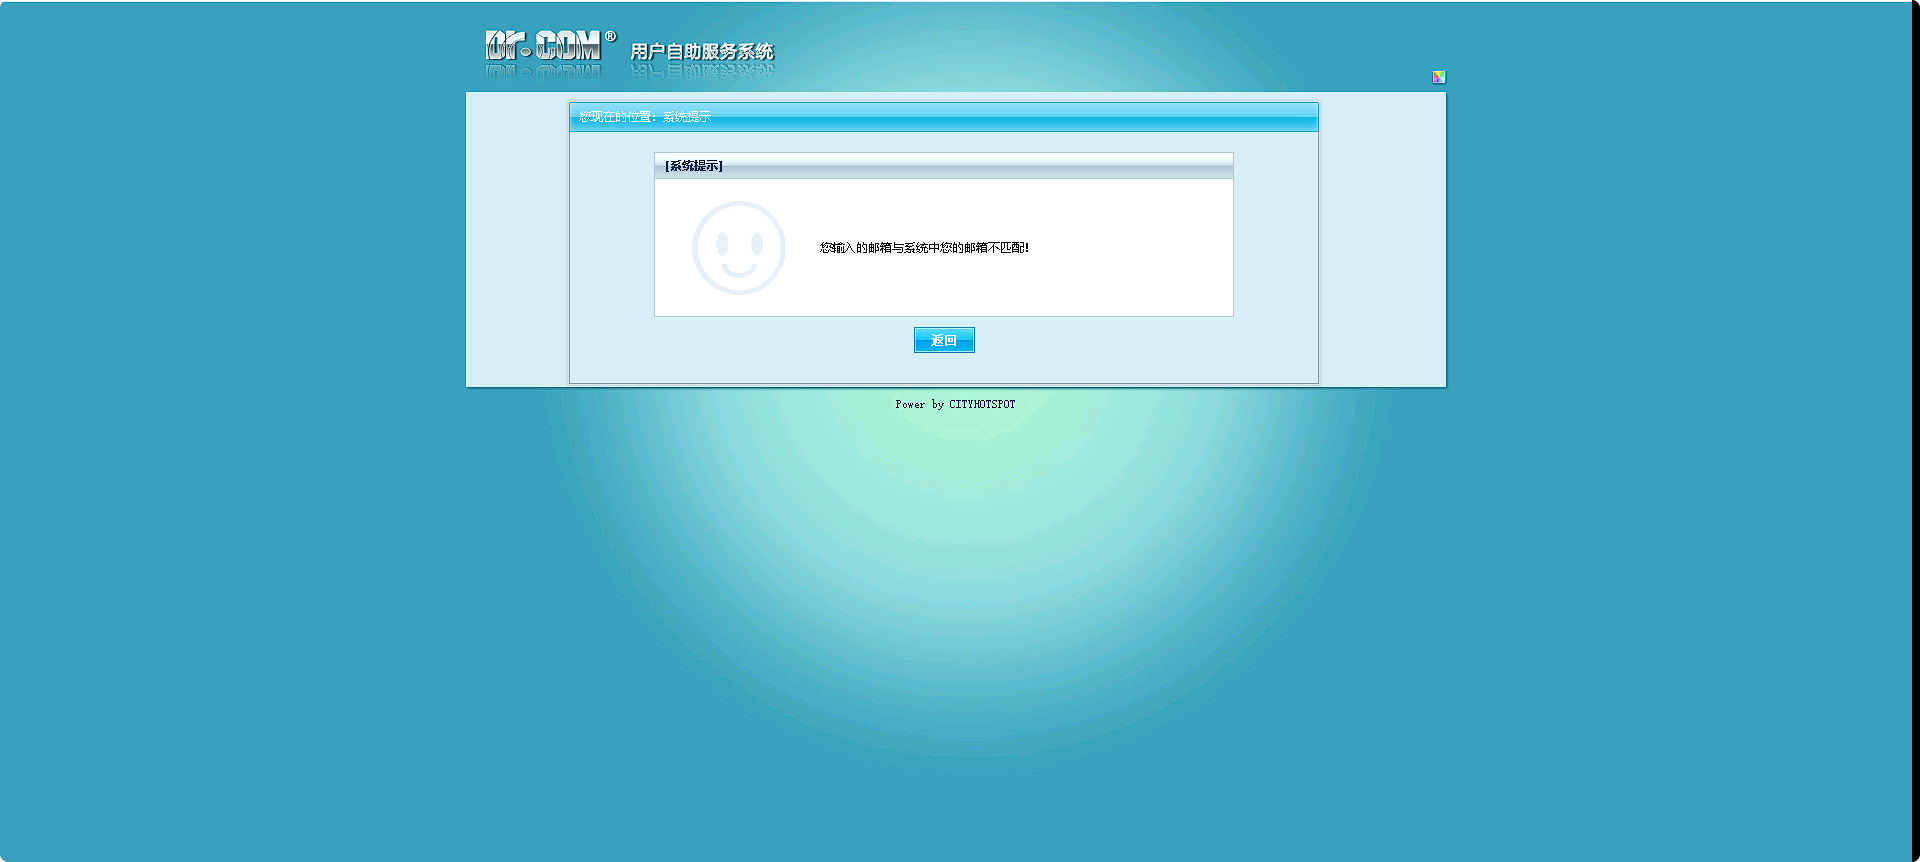 Dr.COM® 用户自助服务系统
您现在的位置：系统提示
[系统提示]
您输入的邮箱与系统中您的邮箱不匹配!
返回
Power by CITYHOTSPOT